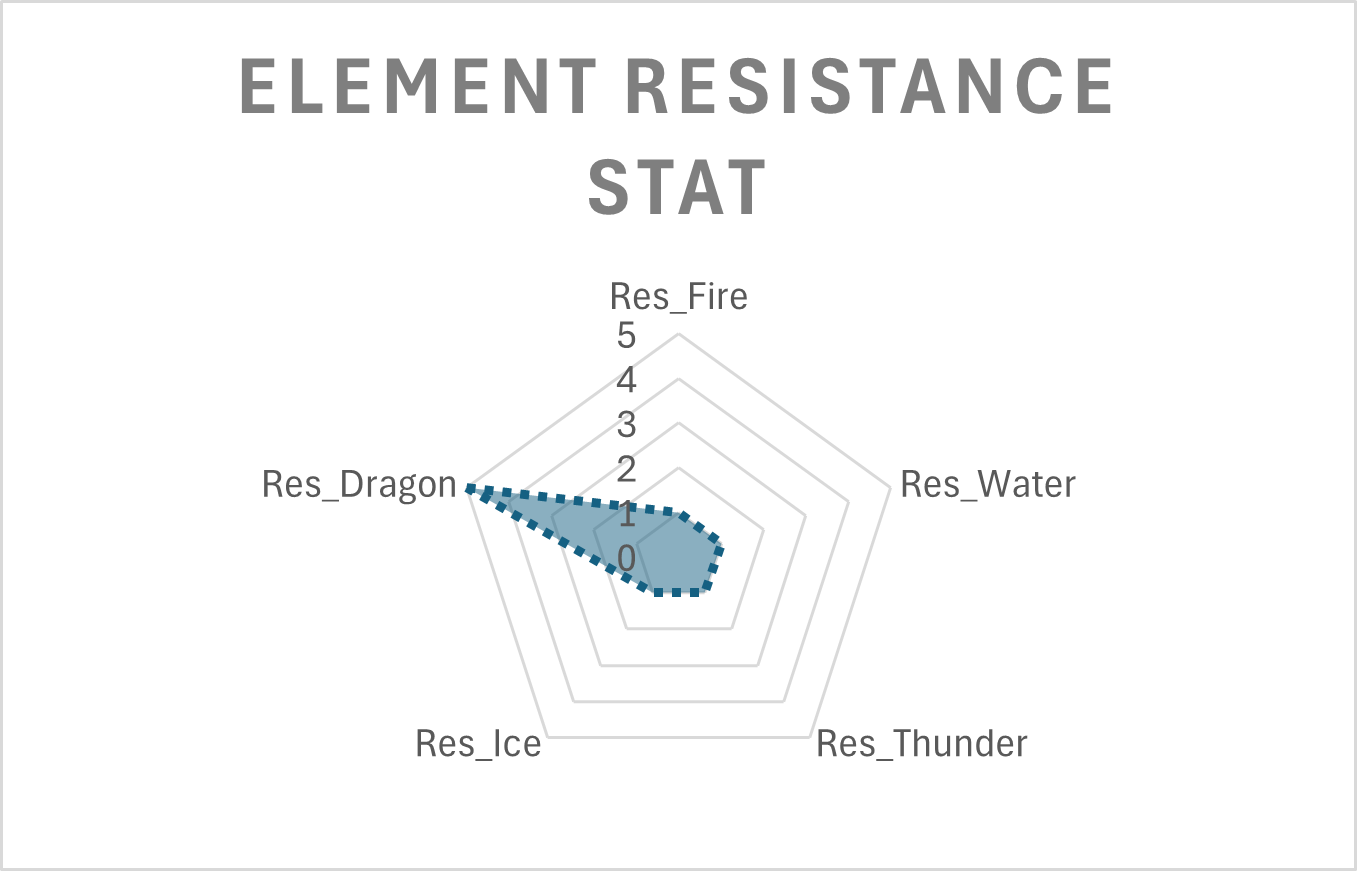 ELEMENT RESISTANCE
STAT
Res_Fire
5
4
3
2
1
0
Res_Dragon
Res_Water
Res_Ice
Res_Thunder